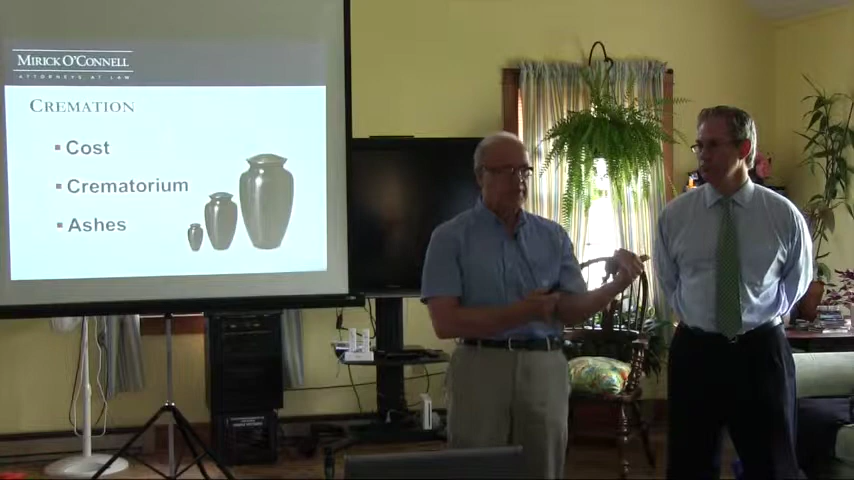 MIRICK O'CONNELL
ATTORNEYS AT LAW
CREMATION
▪ Cost
▪ Crematorium
▪ Ashes